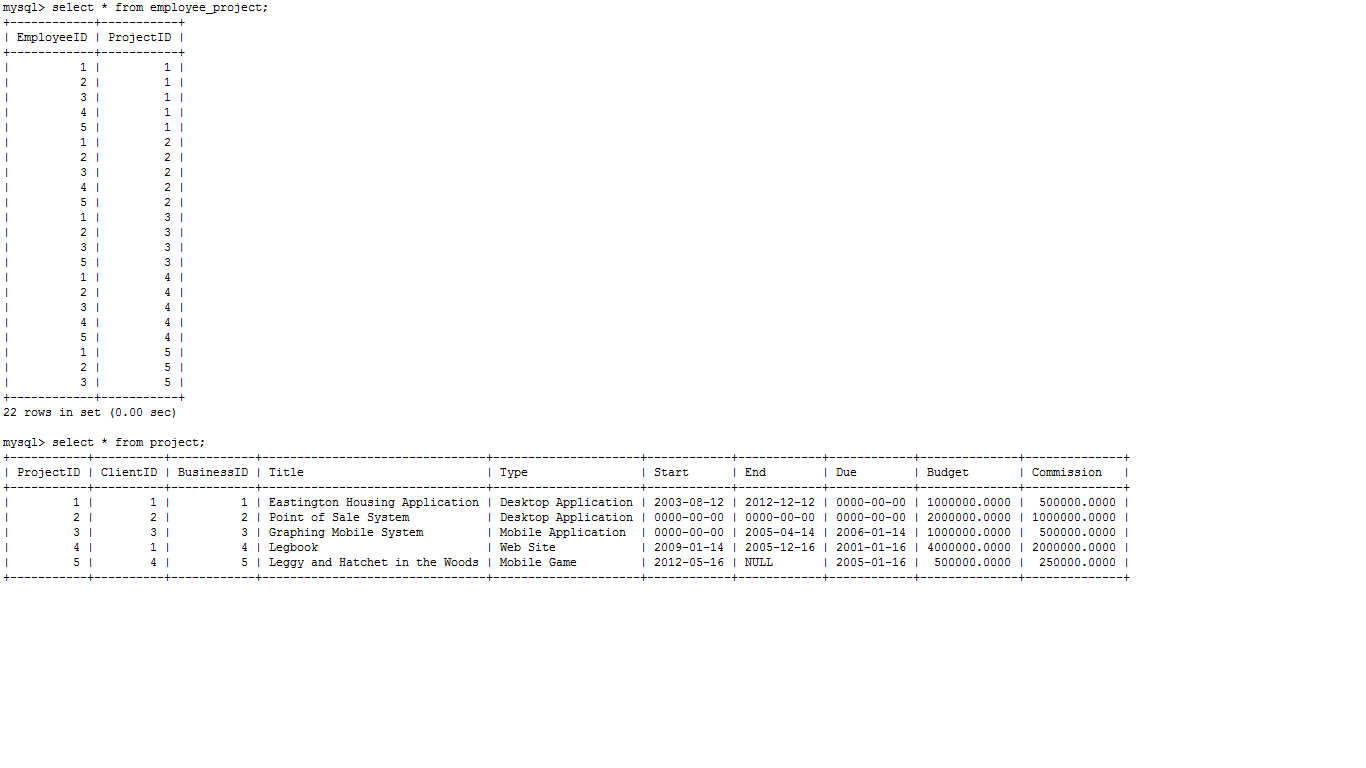 mysql> select * from employee_project;
+------------+-----------+
| EmployeeID | ProjectID |
+------------+-----------+
|          1 |         1 |
|          2 |         1 |
|          3 |         1 |
|          4 |         1 |
|          5 |         1 |
|          1 |         2 |
|          2 |         2 |
|          3 |         2 |
|          4 |         2 |
|          5 |         2 |
|          1 |         3 |
|          2 |         3 |
|          3 |         3 |
|          5 |         3 |
|          1 |         4 |
|          2 |         4 |
|          3 |         4 |
|          4 |         4 |
|          5 |         4 |
|          1 |         5 |
|          2 |         5 |
|          3 |         5 |
+------------+-----------+
22 rows in set (0.00 sec)
mysql> select * from project;
+-----------+----------+------------+--------------------------------+---------------------+------------+------------+------------+--------------+--------------+
| ProjectID | ClientID | BusinessID | Title                          | Type                | Start      | End        | Due        | Budget       | Commission   |
+-----------+----------+------------+--------------------------------+---------------------+------------+------------+------------+--------------+--------------+
|         1 |        1 |          1 | Eastington Housing Application | Desktop Application | 2003-08-12 | 2012-12-12 | 0000-00-00 | 1000000.0000 |  500000.0000 |
|         2 |        2 |          2 | Point of Sale System           | Desktop Application | 0000-00-00 | 0000-00-00 | 0000-00-00 | 2000000.0000 | 1000000.0000 |
|         3 |        3 |          3 | Graphing Mobile System         | Mobile Application  | 0000-00-00 | 2005-04-14 | 2006-01-14 | 1000000.0000 |  500000.0000 |
|         4 |        1 |          4 | Legbook                        | Web Site            | 2009-01-14 | 2005-12-16 | 2001-01-16 | 4000000.0000 | 2000000.0000 |
|         5 |        4 |          5 | Leggy and Hatchet in the Woods | Mobile Game         | 2012-05-16 | NULL       | 2005-01-16 |  500000.0000 |  250000.0000 |
+-----------+----------+------------+--------------------------------+---------------------+------------+------------+------------+--------------+--------------+